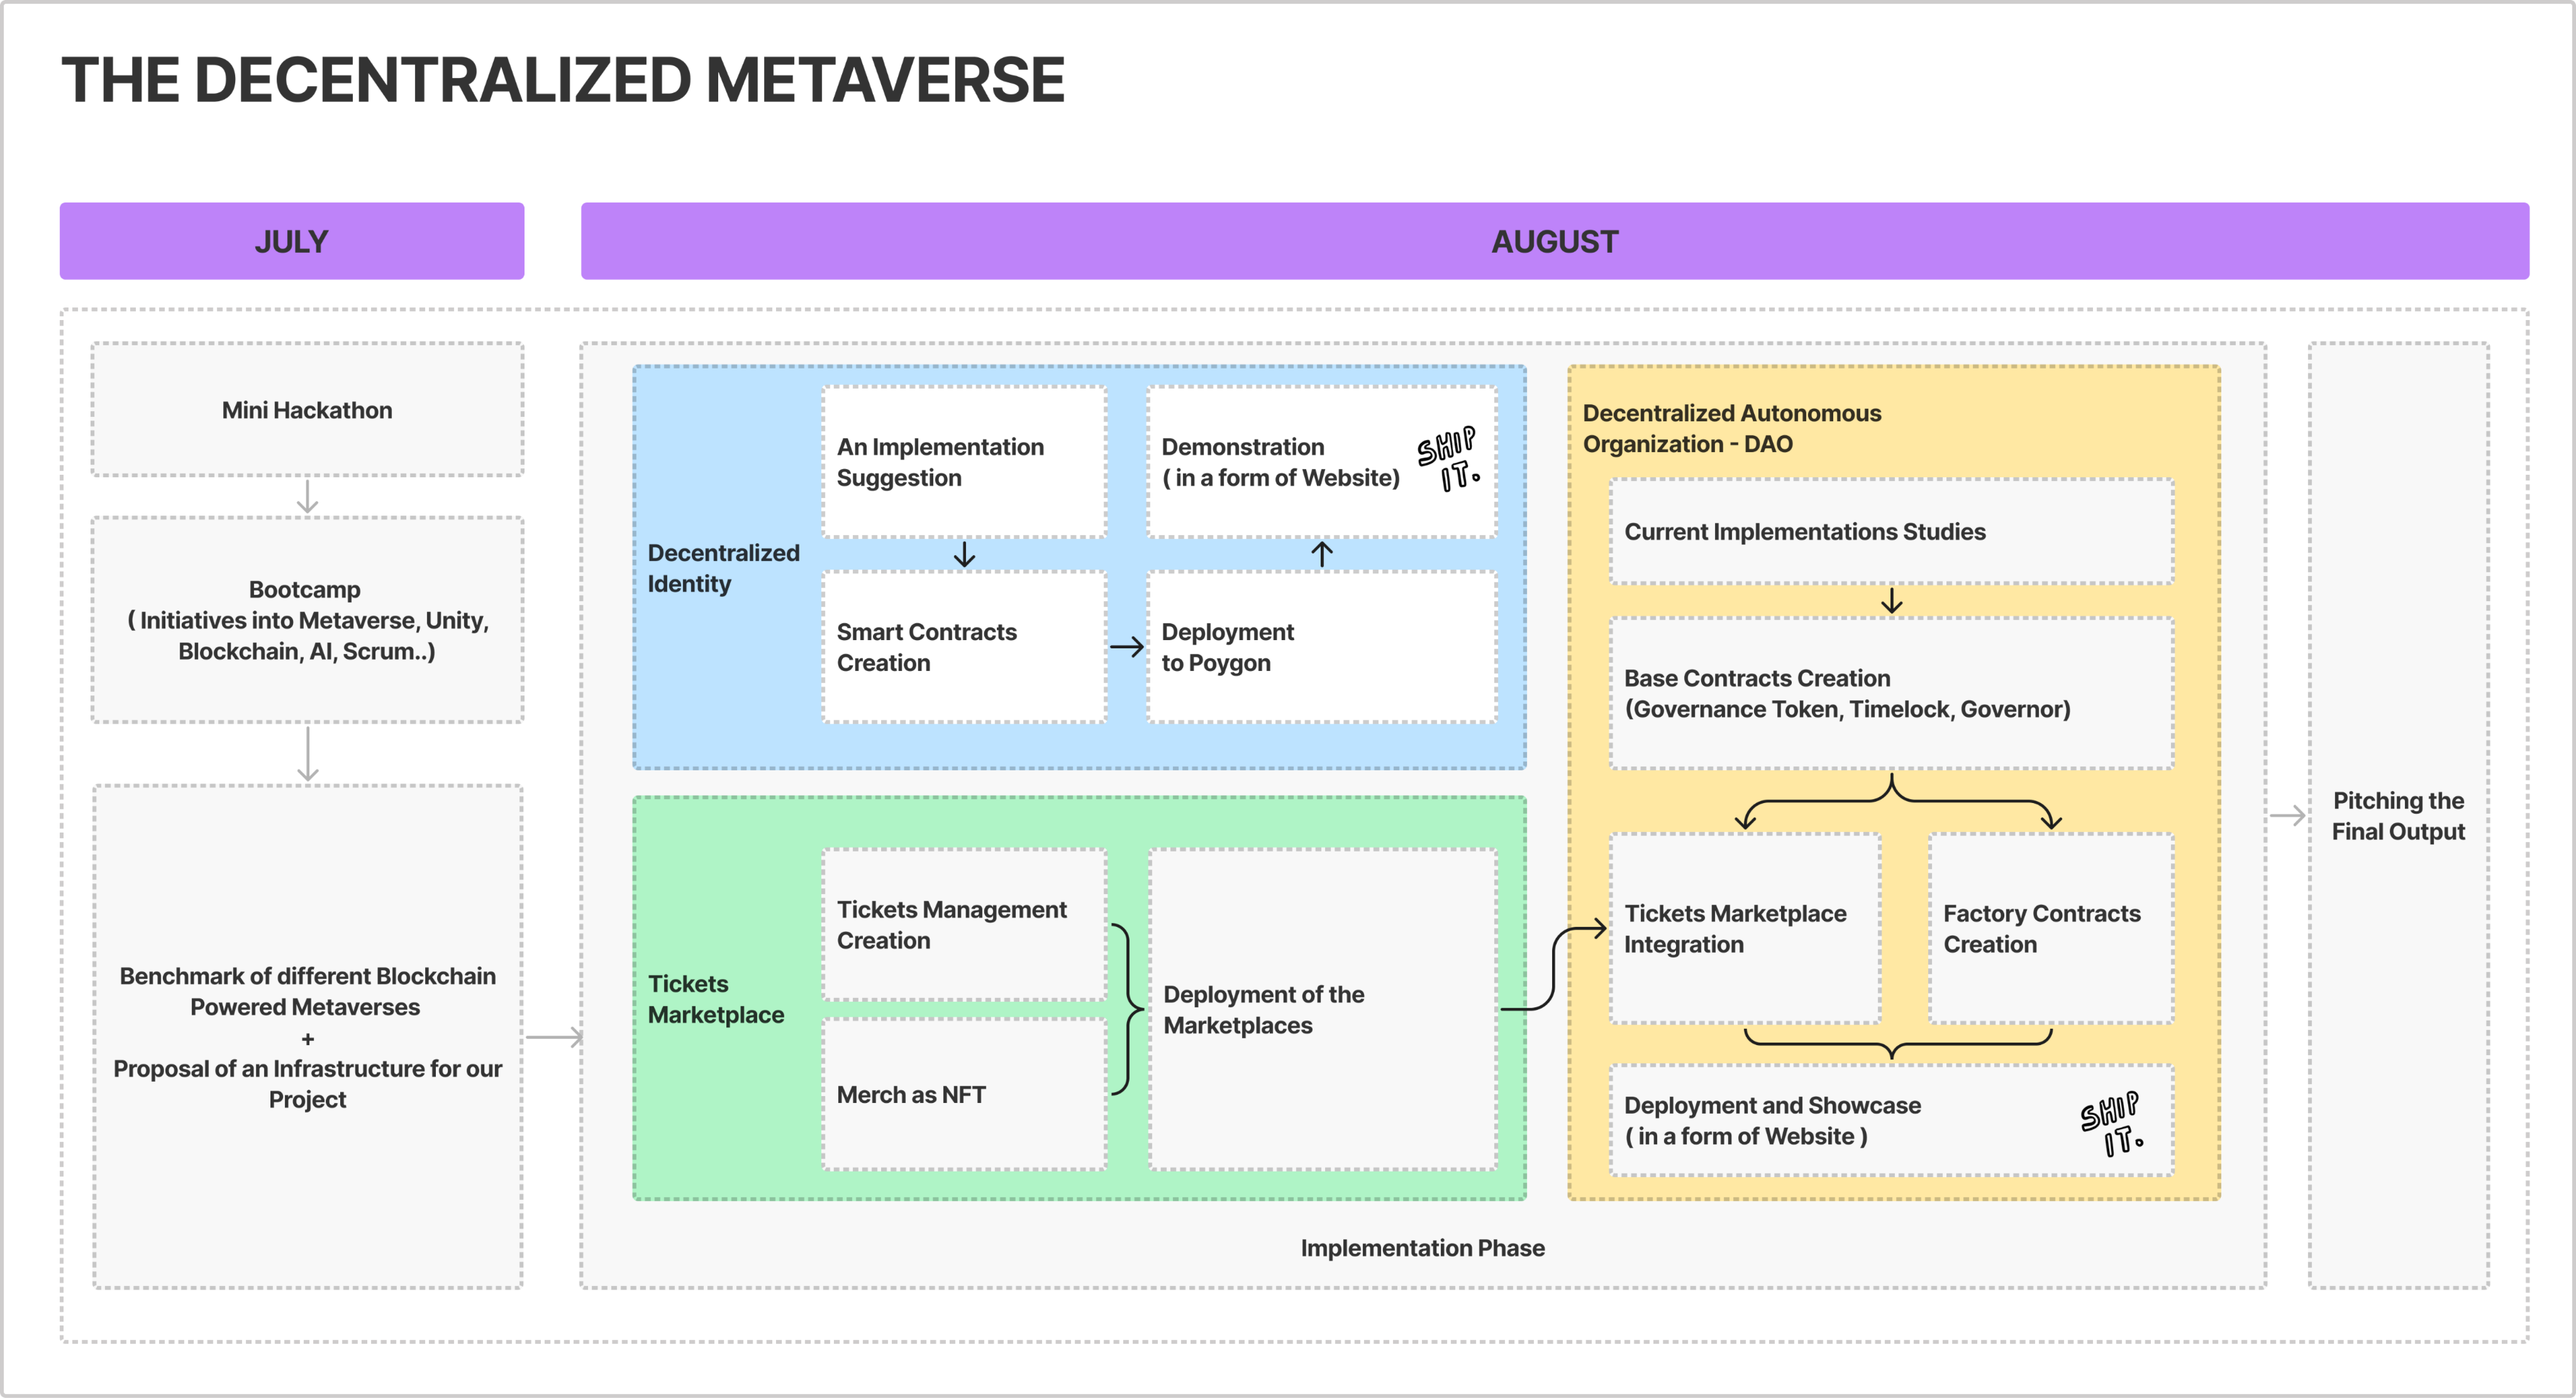 THE DECENTRALIZED METAVERSE
JULY
AUGUST
Mini Hackathon
Bootcamp
( Initiatives into Metaverse, Unity,
Blockchain, AI, Scrum..)
Benchmark of different Blockchain
Powered Metaverses
+
Proposal of an Infrastructure for our
Project
Decentralized
Identity
An Implementation
Suggestion
Smart Contracts
Creation
Deployment
to Poygon
Demonstration
( in a form of Website)
SHIP
IT.
Tickets
Marketplace
Tickets Management
Creation
Merch as NFT
Deployment of the
Marketplaces
Decentralized Autonomous
Organization - DAO
Current Implementations Studies
Base Contracts Creation
(Governance Token, Timelock, Governor)
Tickets Marketplace
Integration
Factory Contracts
Creation
Deployment and Showcase
( in a form of Website )
SHIP
IT.
Implementation Phase
Pitching the
Final Output